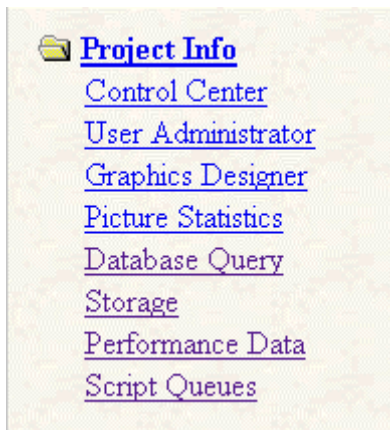 Project Info
Control Center
User Administrator
Graphics Designer
Picture Statistics
Database Query
Storage
Performance Data
Script Queues